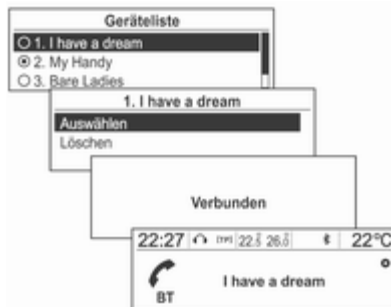 Geräteliste
1. I have a dream
2. My Handy
3. Bare Ladies
1. I have a dream
Auswählen
Löschen
Verbunden
22:27 22.5 26.5 22°C
I have a dream
BT